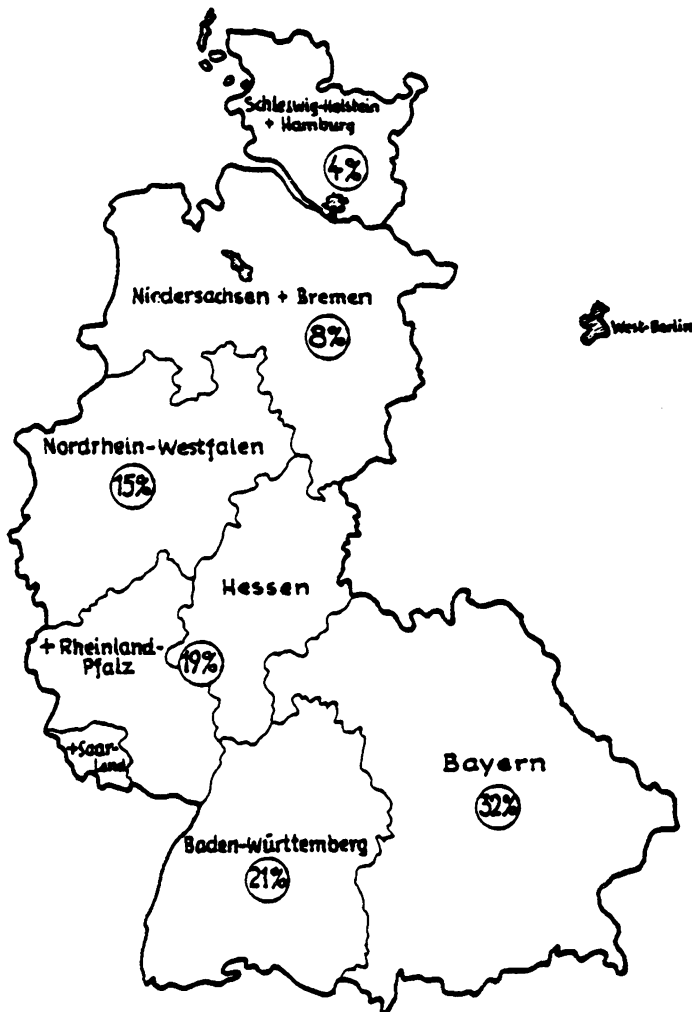 Schleswig-Holstein
+ Hamburg
4%
Niedersachsen + Bremen
8%
West-Berlin
Nordrhein-Westfalen
15%
Hessen
+ Rheinland-
Pfalz
19%
+ Saar-
land
Bayern
32%
Baden-Württemberg
21%